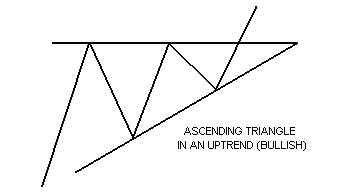 ASCENDING TRIANGLE
IN AN UPTREND (BULLISH)